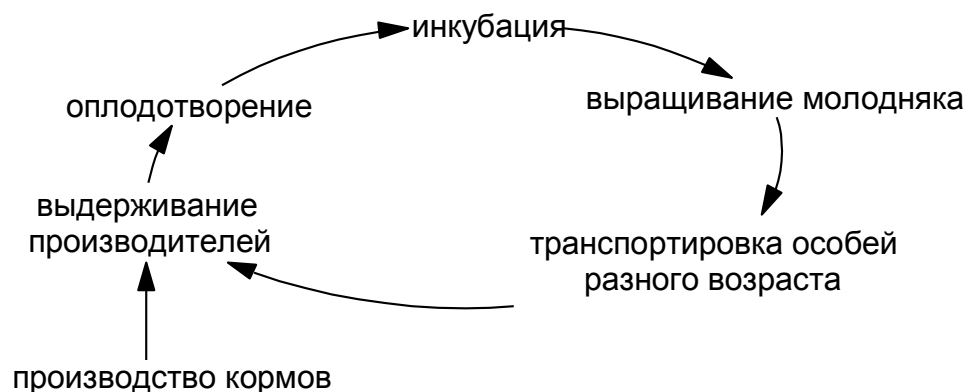 инкубация
оплодотворение
выращивание молодняка
выдерживание
производителей
транспортировка особей
разного возраста
производство кормов